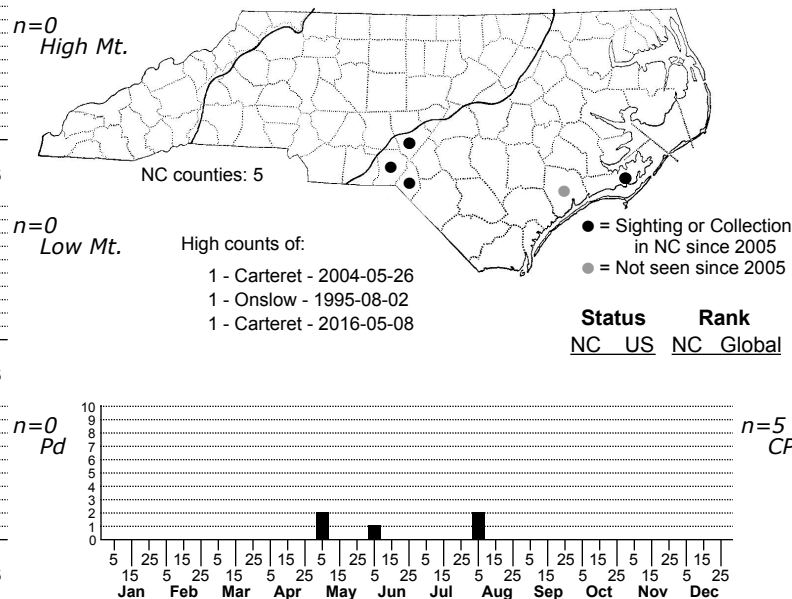 n=0
High Mt.
NC counties: 5
n=0
Low Mt.
High counts of:
1 - Carteret - 2004-05-26
1 - Onslow - 1995-08-02
1 - Carteret - 2016-05-08
= Sighting or Collection
in NC since 2005
= Not seen since 2005
Status Rank
NC US NC Global
n=0
Pd
n=5
CP
10
9
8
7
6
5
4
3
2
1
0
5 25 15 5 25 15 5 25 15 5 25 15 5 25 15 5 25 15
15 5 25 15 5 25 15 5 25 15 5 25 15 5 25 15 5 25
Jan Feb Mar Apr May Jun Jul Aug Sep Oct Nov Dec